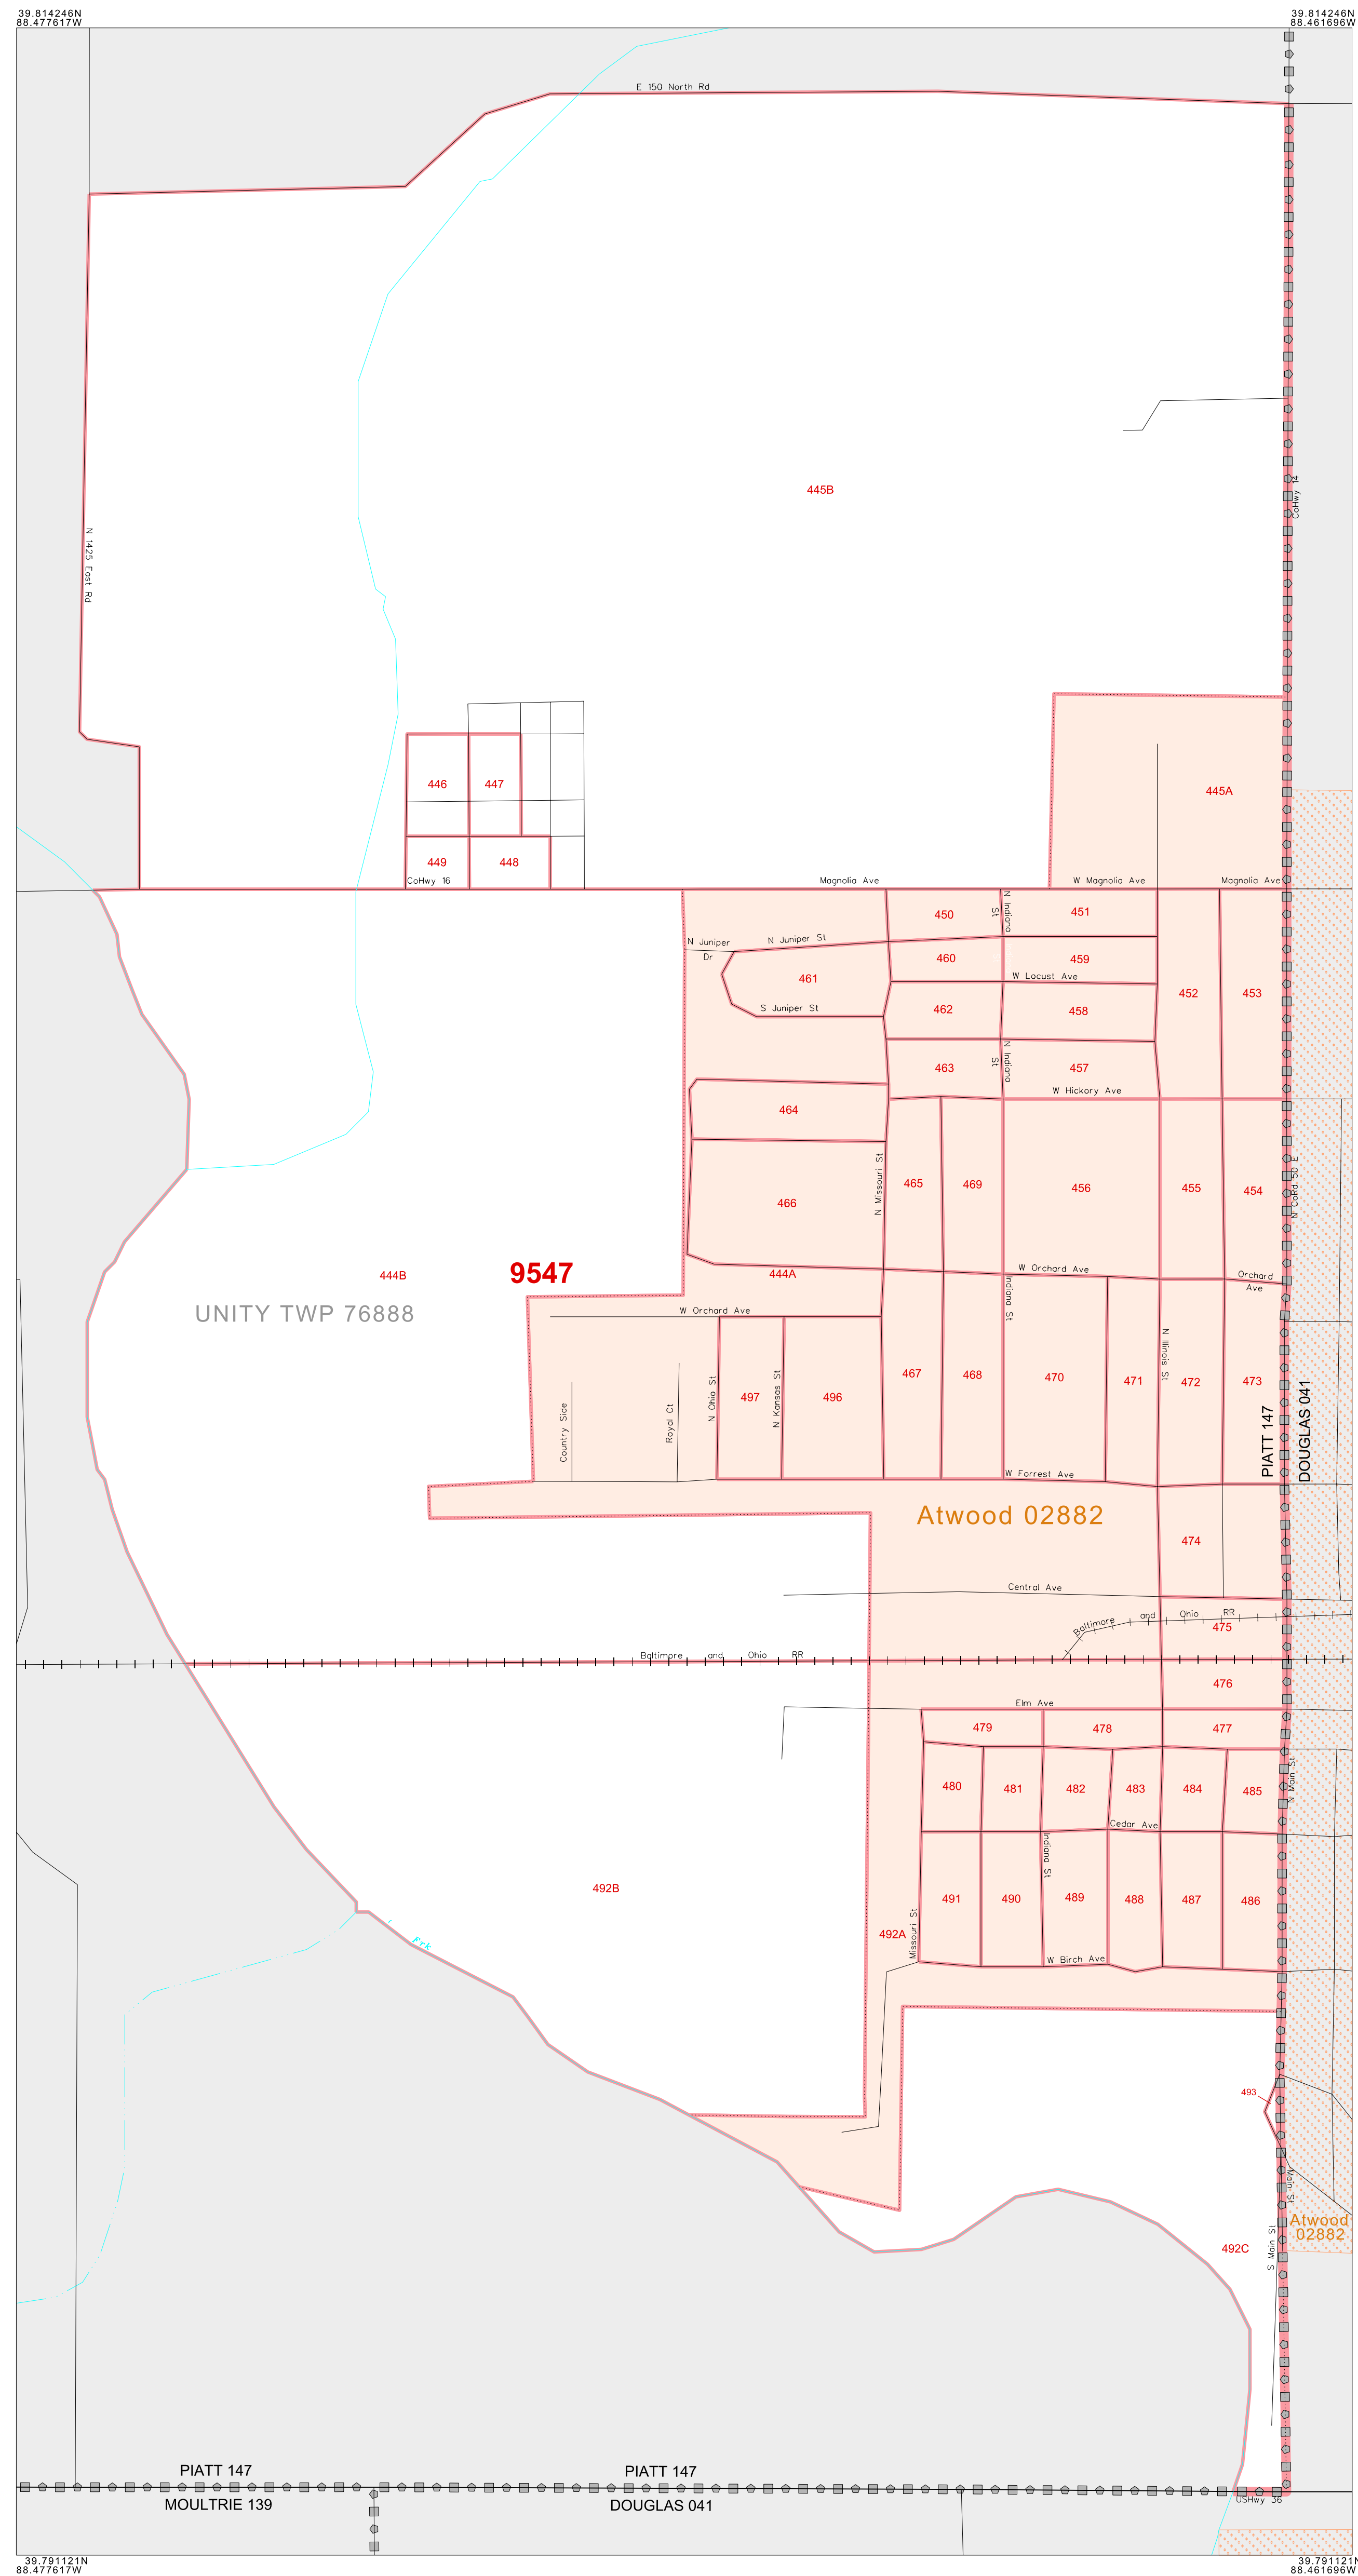 39.814246N
88.477617W
39.814246N
88.461696W
E 150 North Rd
CoHwy 14
445B
N 1425 East Rd
446
447
445A
449
448
CoHwy 16
Magnolia Ave
W Magnolia Ave
Magnolia Ave
450
N Indiana
St
451
N Juniper
Dr
N Juniper St
460
459
461
W Locust Ave
452
453
S Juniper St
462
458
463
N Indiana
St
457
W Hickory Ave
464
N Missouri St
465
469
456
455
454
N CoRd 50 E
466
444B
9547
444A
W Orchard Ave
Orchard
Ave
UNITY TWP 76888
W Orchard Ave
Indiana St
N Illinois St
Country Side
Royal Ct
N Ohio St
497
N Kansas St
496
467
468
470
471
472
473
PIATT 147
DOUGLAS 041
W Forrest Ave
Atwood 02882
474
Central Ave
Baltimore and Ohio RR
475
Baltimore and Ohio RR
476
Elm Ave
479
478
477
480
481
482
483
484
485
N Main St
Cedar Ave
Indiana St
492B
491
490
489
488
487
486
492A
Missouri St
Frk
W Birch Ave
493
Main St
Atwood
02882
S Main St
492C
PIATT 147
PIATT 147
MOULTRIE 139
DOUGLAS 041
USHwy 36
39.791121N
88.477617W
39.791121N
88.461696W